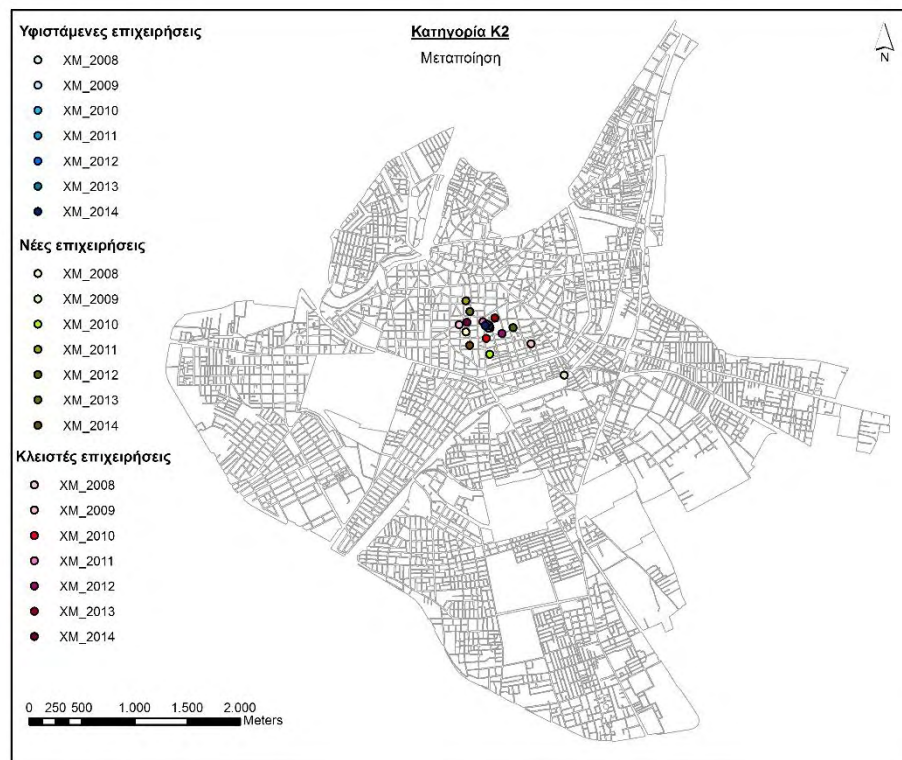 Υφιστάμενες επιχειρήσεις
XM_2008
XM_2009
XM_2010
XM_2011
XM_2012
XM_2013
XM_2014
Νέες επιχειρήσεις
XM_2008
XM_2009
XM_2010
XM_2011
XM_2012
XM_2013
XM_2014
Κλειστές επιχειρήσεις
XM_2008
XM_2009
XM_2010
XM_2011
XM_2012
XM_2013
XM_2014
Κατηγορία Κ2
Μεταποίηση
N
0 250 500 1.000 1.500 2.000
Meters